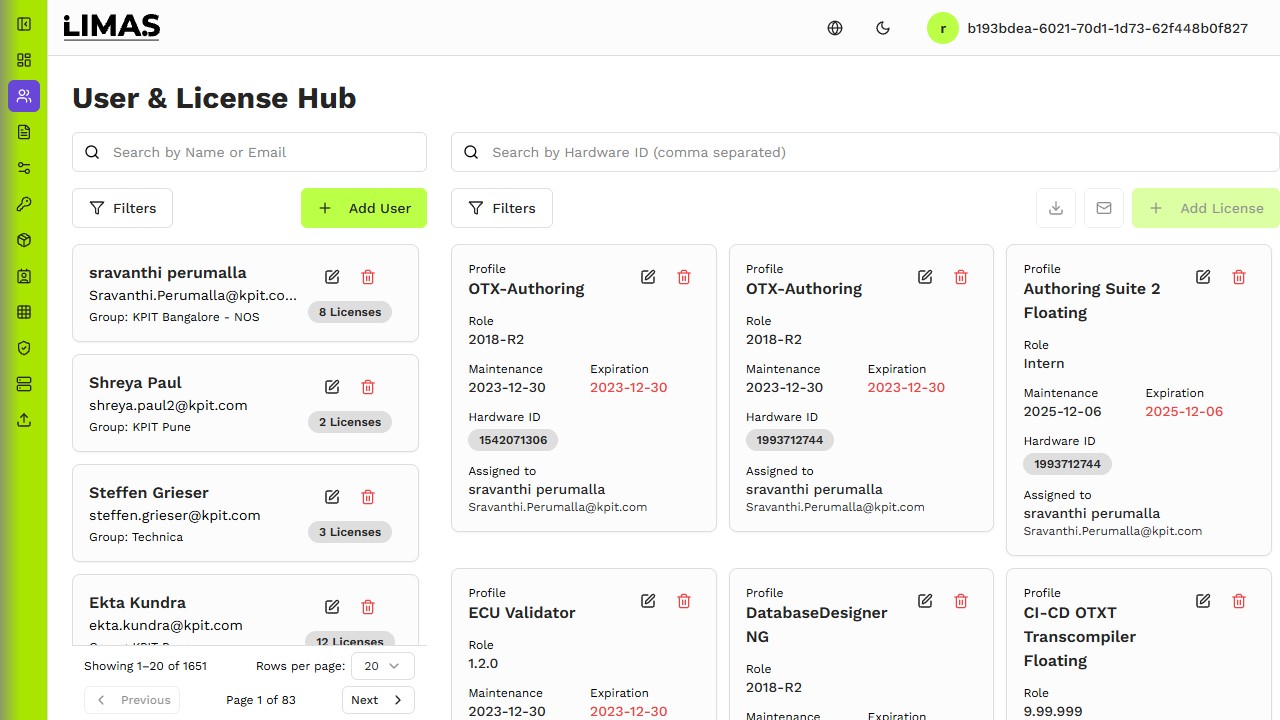 LIMAS
r
b193bdea-6021-70d1-1d73-62f448b0f827
User & License Hub
Search by Name or Email
Search by Hardware ID (comma separated)
Filters
Add User
Filters
Add License
sravanthi perumalla
Sravanthi.Perumalla@kpit.co...
Group: KPIT Bangalore - NOS
8 Licenses
Shreya Paul
shreya.paul2@kpit.com
Group: KPIT Pune
2 Licenses
Steffen Grieser
steffen.grieser@kpit.com
Group: Technica
3 Licenses
Ekta Kundra
ekta.kundra@kpit.com
12 Licenses
Showing 1–20 of 1651
Rows per page:
20
Previous
Page 1 of 83
Next
Profile
OTX-Authoring
Role
2018-R2
Maintenance
Expiration
2023-12-30
2023-12-30
Hardware ID
1542071306
Assigned to
sravanthi perumalla
Sravanthi.Perumalla@kpit.com
Profile
OTX-Authoring
Role
2018-R2
Maintenance
Expiration
2023-12-30
2023-12-30
Hardware ID
1993712744
Assigned to
sravanthi perumalla
Sravanthi.Perumalla@kpit.com
Profile
Authoring Suite 2
Floating
Role
Intern
Maintenance
Expiration
2025-12-06
2025-12-06
Hardware ID
1993712744
Assigned to
sravanthi perumalla
Sravanthi.Perumalla@kpit.com
Profile
ECU Validator
Role
1.2.0
Maintenance
Expiration
2023-12-30
2023-12-30
Profile
DatabaseDesigner
NG
Role
2018-R2
Maintenance
Expiration
Profile
CI-CD OTXT
Transcompiler
Floating
Role
9.99.999